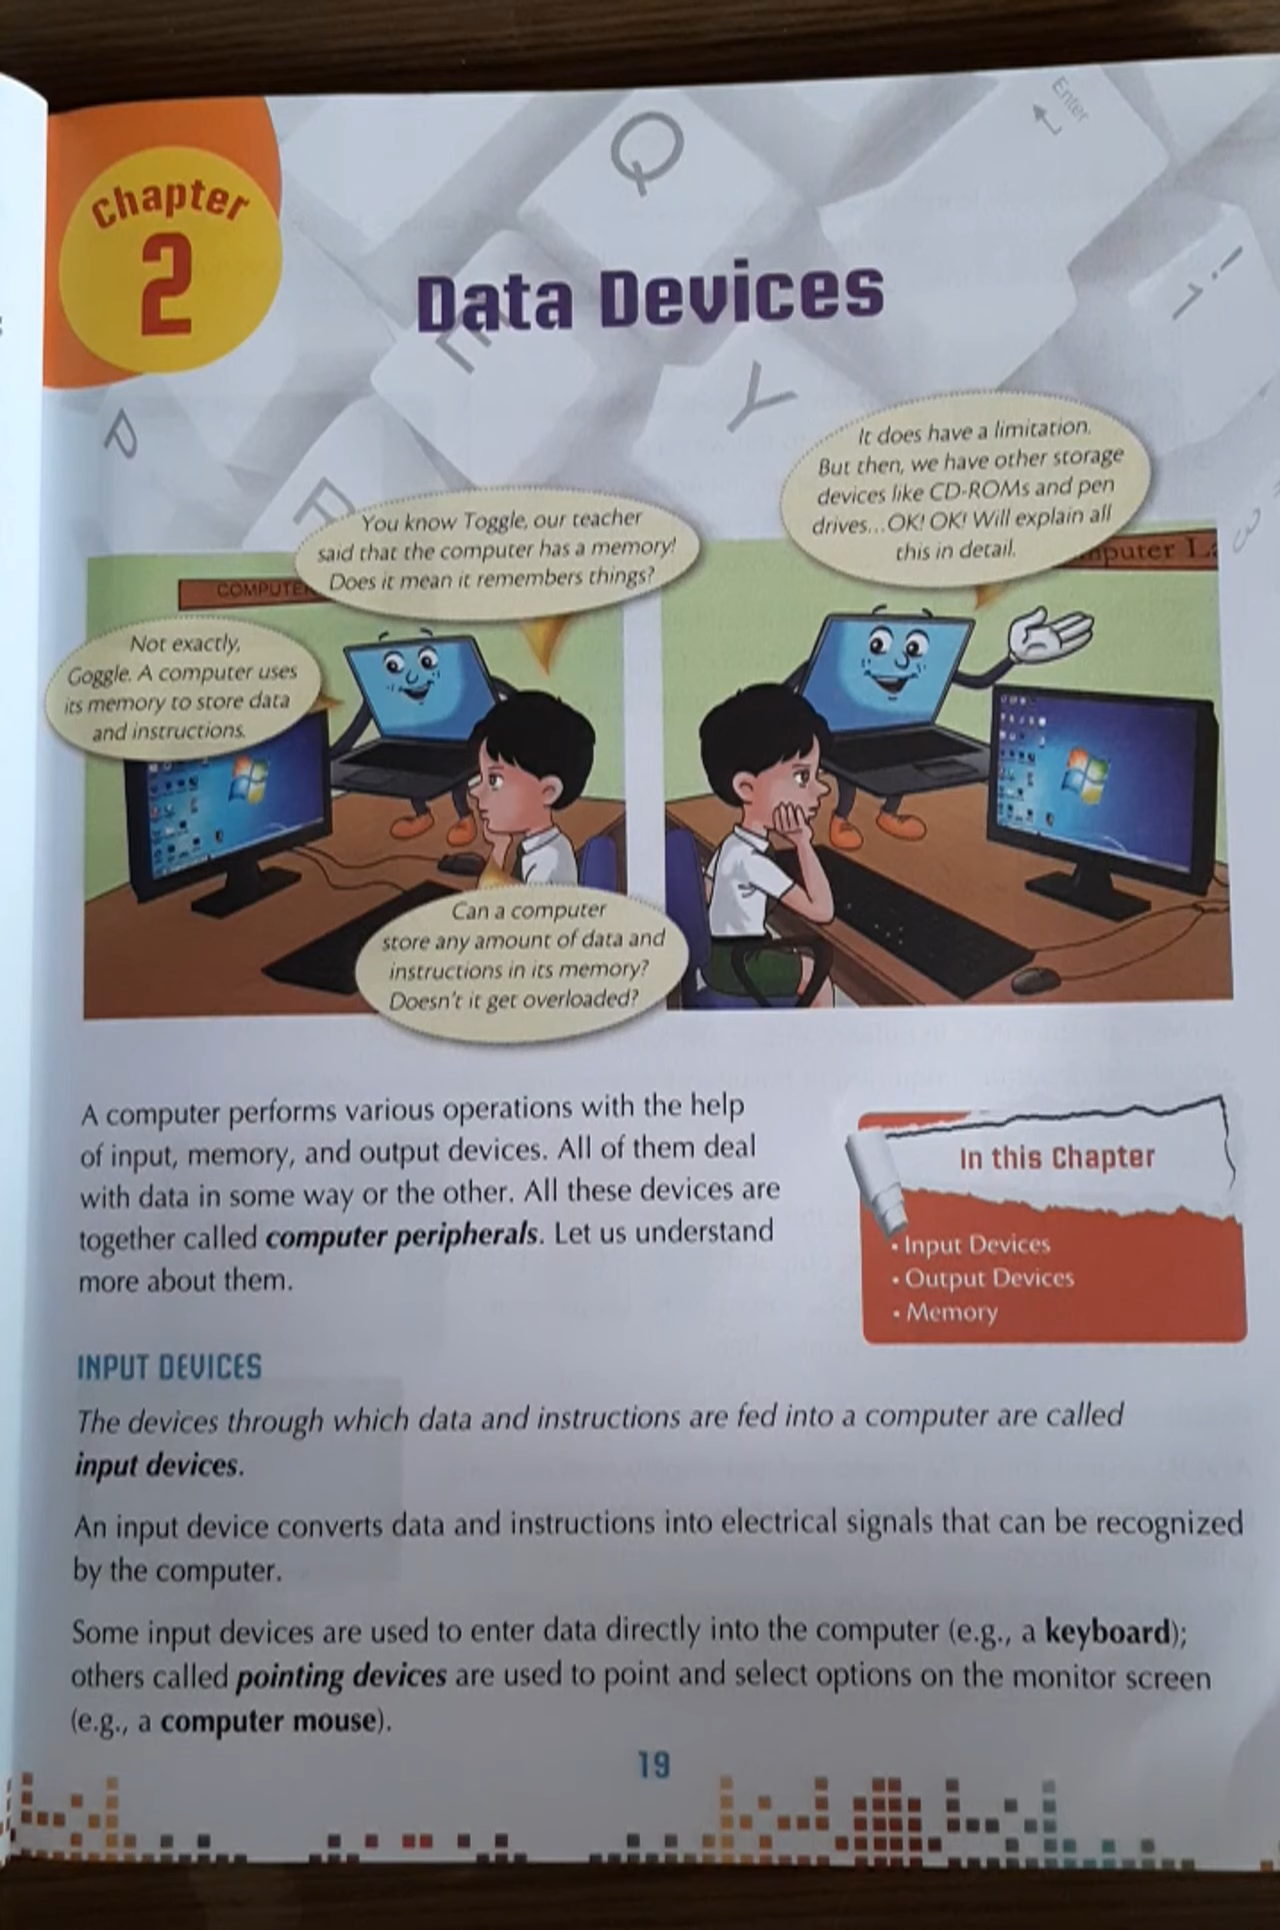 Chapter
2
Data Devices
You know Toggle, our teacher
said that the computer has a memory!
Does it mean it remembers things?
Not exactly,
Goggle. A computer uses
its memory to store data
and instructions.
Can a computer
store any amount of data and
instructions in its memory?
Doesn't it get overloaded?
It does have a limitation.
But then, we have other storage
devices like CD-ROMs and pen
drives...OK! OK! Will explain all
this in detail.
A computer performs various operations with the help
of input, memory, and output devices. All of them deal
with data in some way or the other. All these devices are
together called computer peripherals. Let us understand
more about them.
In this Chapter
• Input Devices
• Output Devices
• Memory
INPUT DEVICES
The devices through which data and instructions are fed into a computer are called
input devices.
An input device converts data and instructions into electrical signals that can be recognized
by the computer.
Some input devices are used to enter data directly into the computer (e.g., a keyboard);
others called pointing devices are used to point and select options on the monitor screen
(e.g., a computer mouse).
19